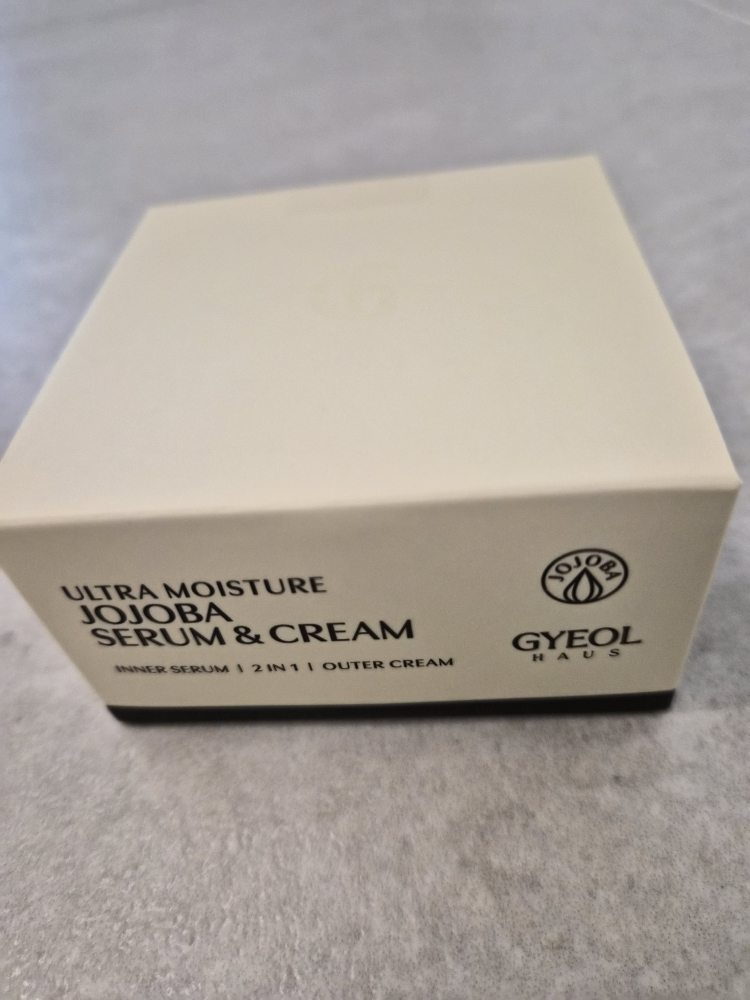 ULTRA MOISTURE
JOJOBA
SERUM & CREAM
INNER SERUM | 2 IN 1 | OUTER CREAM
JOJOBA
GYEOL
HAUS